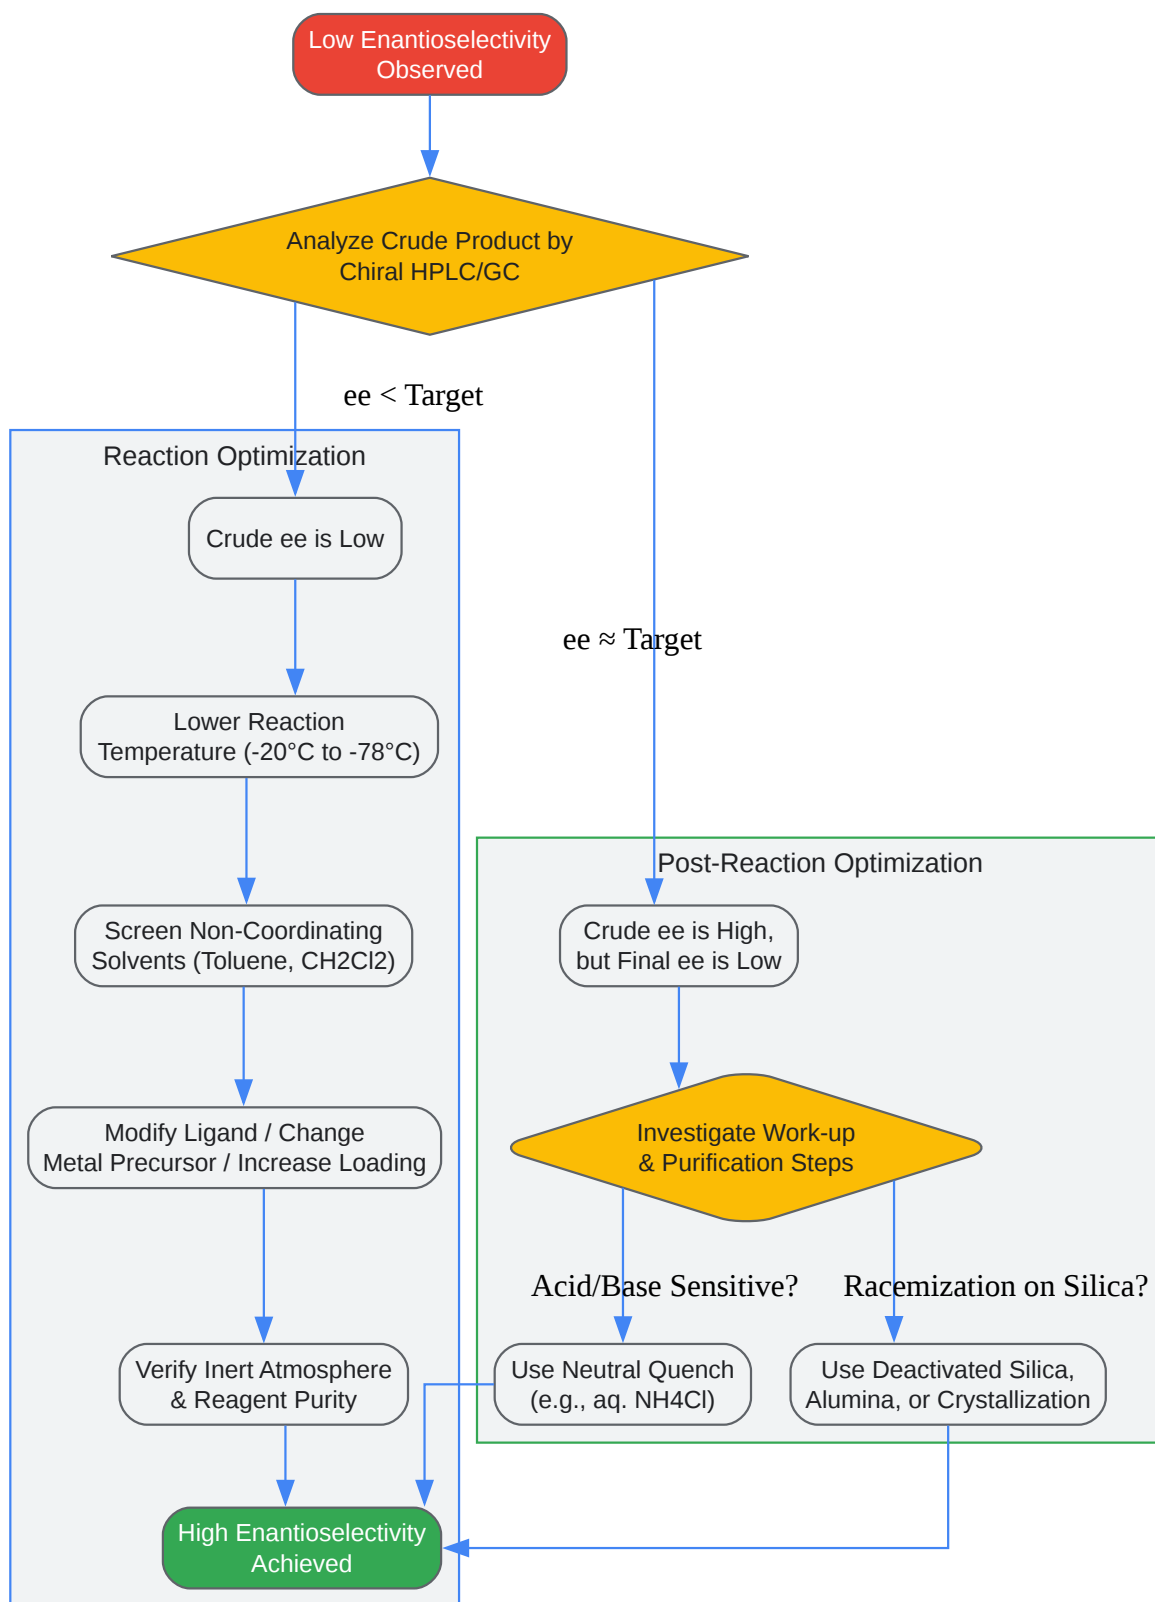 Low Enantioselectivity
Observed
Analyze Crude Product by
Chiral HPLC/GC
ee < Target
Reaction Optimization
Crude ee is Low
ee ≈ Target
Lower Reaction
Temperature (-20°C to -78°C)
Post-Reaction Optimization
Screen Non-Coordinating
Solvents (Toluene, CH2Cl2)
Crude ee is High,
but Final ee is Low
Modify Ligand / Change
Metal Precursor / Increase Loading
Investigate Work-up
& Purification Steps
Acid/Base Sensitive?
Racemization on Silica?
Verify Inert Atmosphere
& Reagent Purity
Use Neutral Quench
(e.g., aq. NH4Cl)
Use Deactivated Silica,
Alumina, or Crystallization
High Enantioselectivity
Achieved